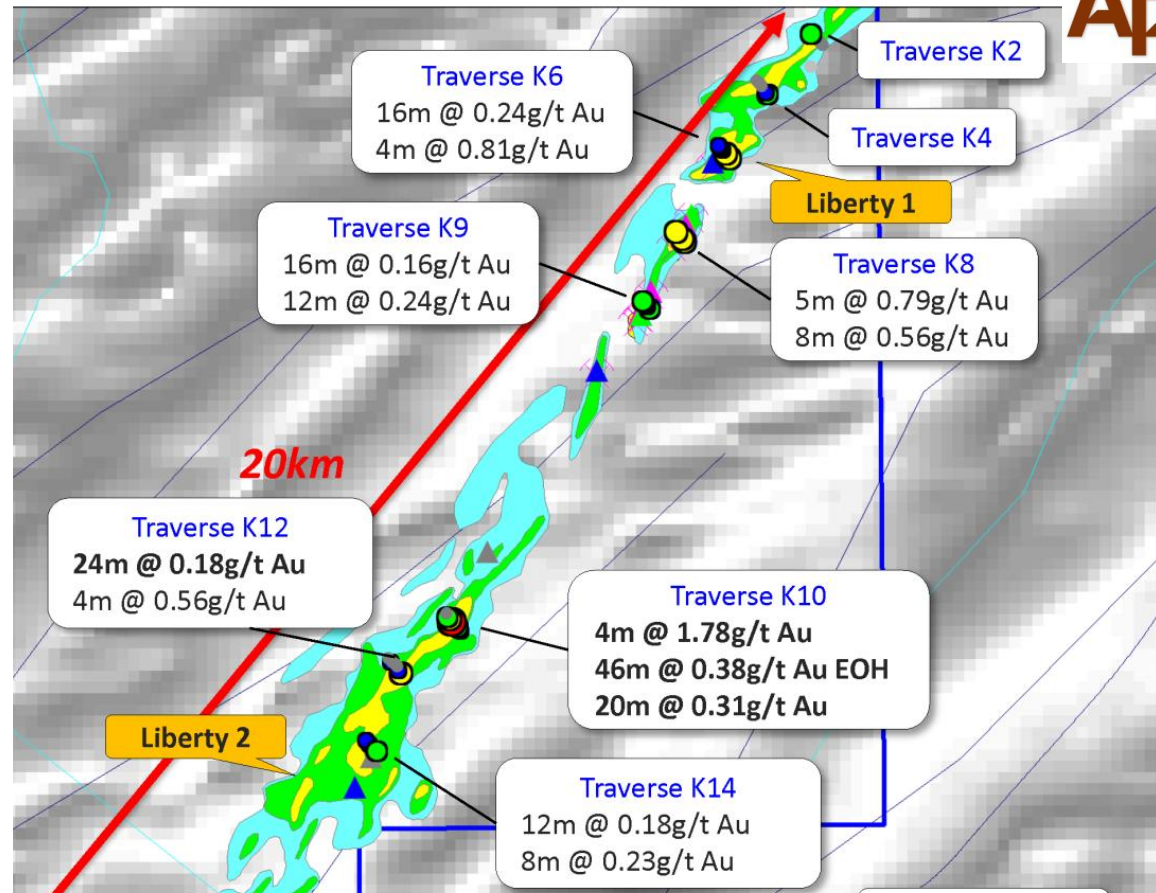 Ap
Traverse K2
Traverse K6
16m @ 0.24g/t Au
4m @ 0.81g/t Au
Traverse K4
Liberty 1
Traverse K9
16m @ 0.16g/t Au
12m @ 0.24g/t Au
Traverse K8
5m @ 0.79g/t Au
8m @ 0.56g/t Au
20km
Traverse K12
24m @ 0.18g/t Au
4m @ 0.56g/t Au
Traverse K10
4m @ 1.78g/t Au
46m @ 0.38g/t Au EOH
20m @ 0.31g/t Au
Liberty 2
Traverse K14
12m @ 0.18g/t Au
8m @ 0.23g/t Au